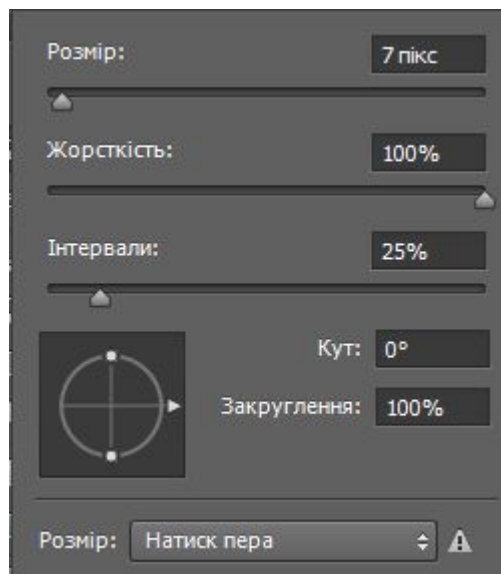 Розмір: 7 пікс
Жорсткість: 100%
Інтервали: 25%
Кут: 0°
Закруглення: 100%
Розмір: Натиск пера